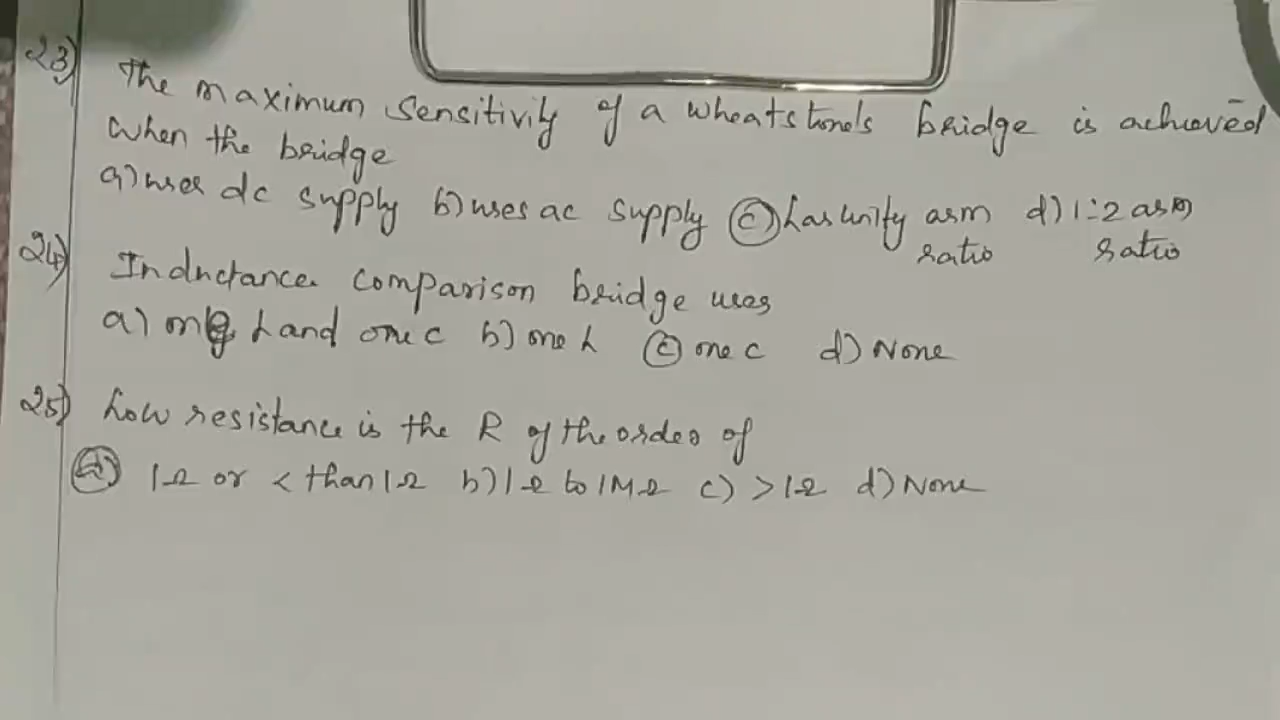 23) The maximum sensitivity of a wheatstone's bridge is achieved
when the bridge
a) uses dc supply b) uses ac supply c) has unity arm ratio d) 1:2 arm ratio
24) Inductance comparison bridge uses
a) L and one c b) one L c) one c d) None
25) Low resistance is the R of the order of
a) 1Ω or < than 1Ω b) 1Ω to 1MΩ c) > 1Ω d) None